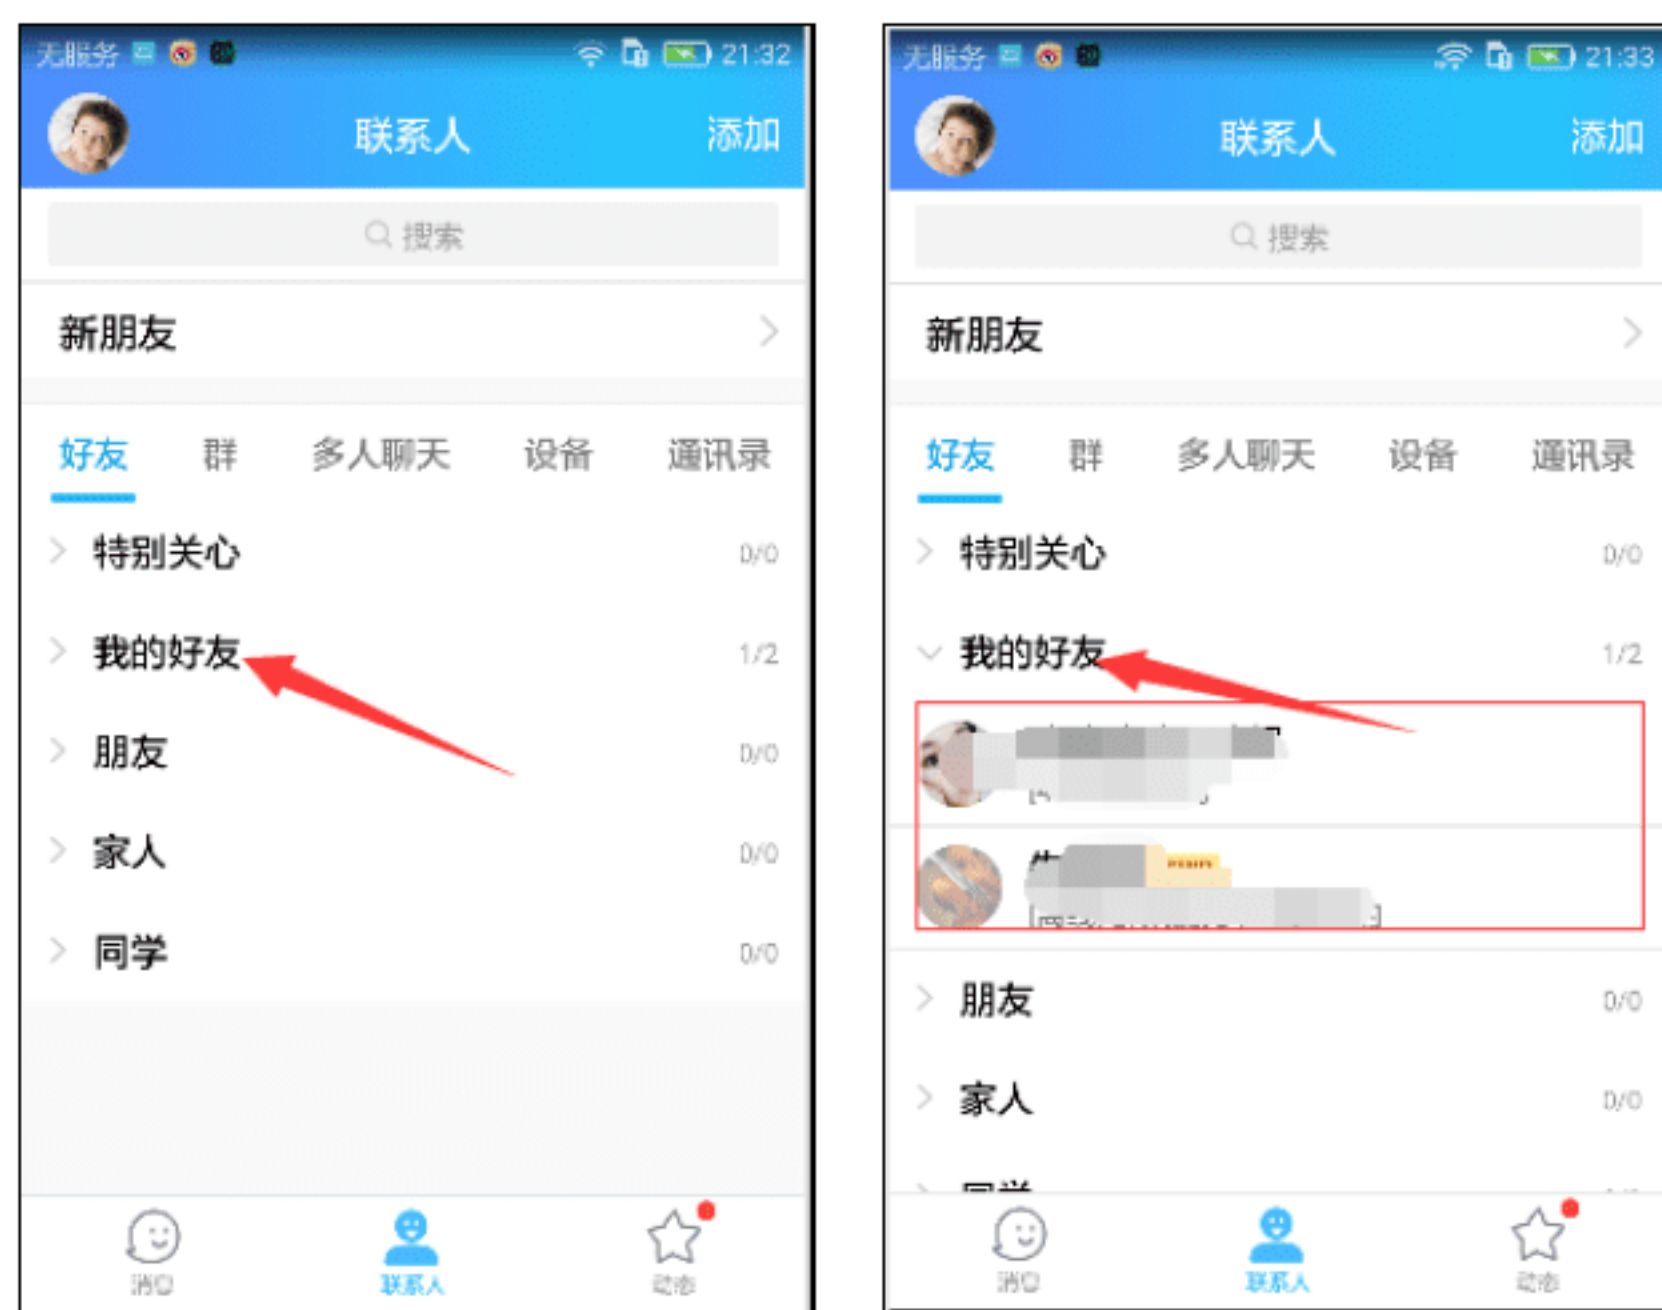 无服务 21:32
联系人 添加
搜索
新朋友
好友 群 多人聊天 设备 通讯录
特别关心 0/0
我的好友 1/2
朋友 0/0
家人 0/0
同学 0/0
消息 联系人 动态
无服务 21:33
联系人 添加
搜索
新朋友
好友 群 多人聊天 设备 通讯录
特别关心 0/0
我的好友 1/2
朋友 0/0
家人 0/0
消息 联系人 动态